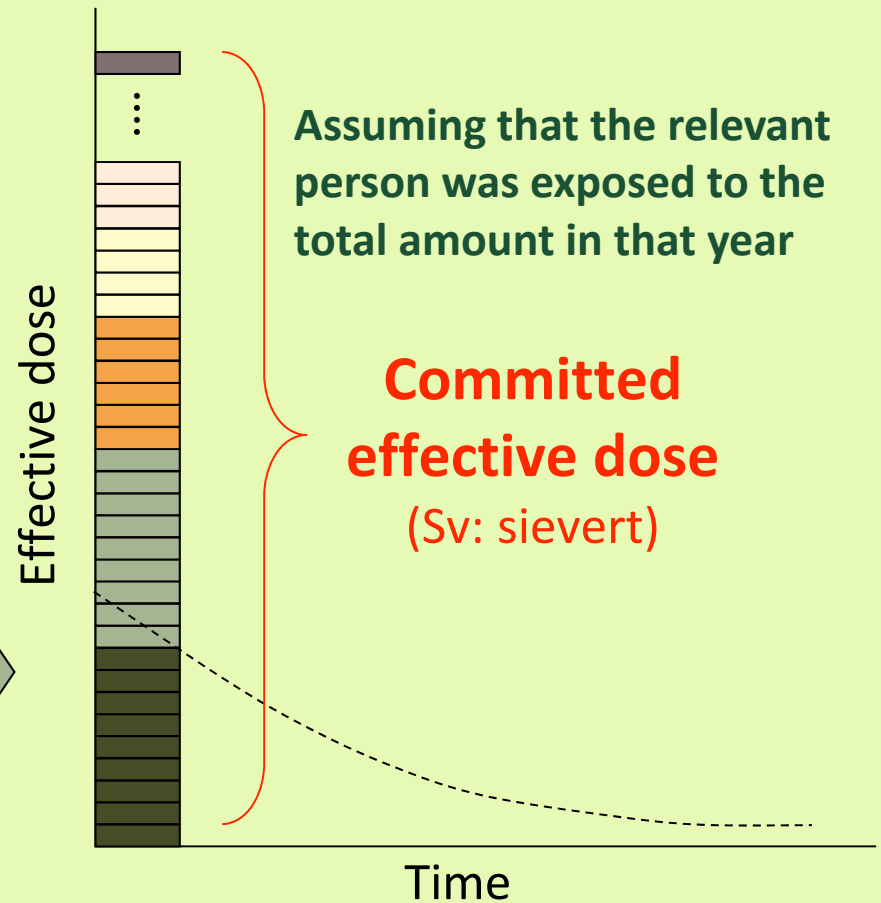 Assuming that the relevant
person was exposed to the
total amount in that year
Committed
effective dose
(Sv: sievert)
Effective dose
Time